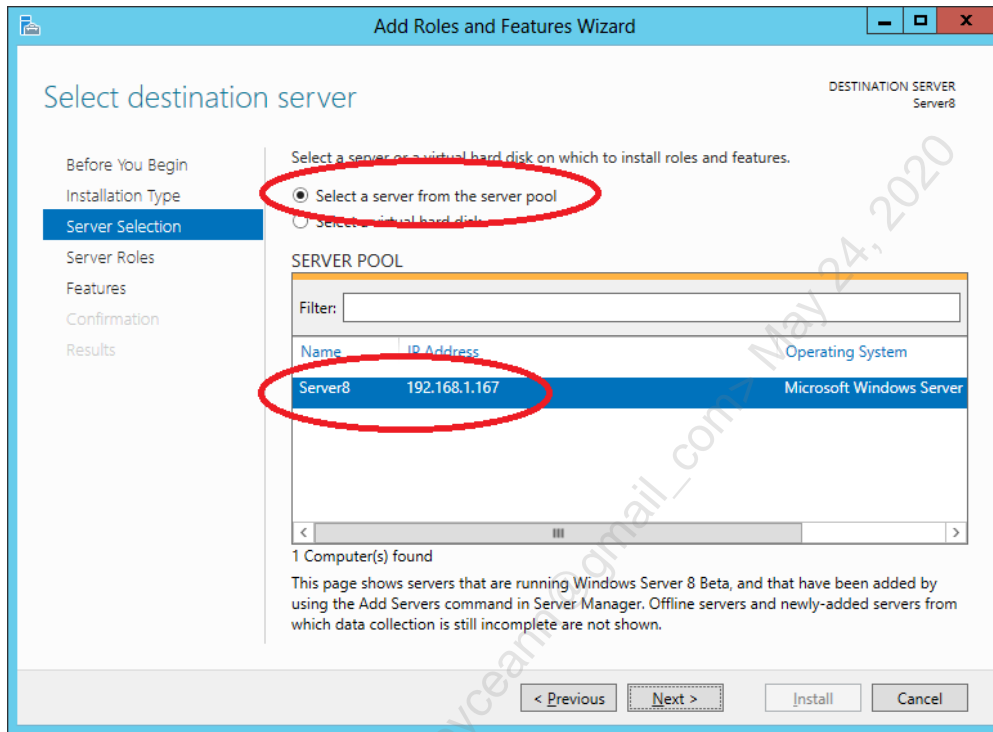 Add Roles and Features Wizard
Select destination server
DESTINATION SERVER
Server8
Before You Begin
Installation Type
Server Selection
Server Roles
Features
Confirmation
Results
Select a server or a virtual hard disk on which to install roles and features.
Select a server from the server pool
Select a virtual hard disk
SERVER POOL
Filter:
Name IP Address Operating System
Server8 192.168.1.167 Microsoft Windows Server
1 Computer(s) found
This page shows servers that are running Windows Server 8 Beta, and that have been added by
using the Add Servers command in Server Manager. Offline servers and newly-added servers from
which data collection is still incomplete are not shown.
< Previous
Next >
Install
Cancel
@gmail_com> May 24, 2020